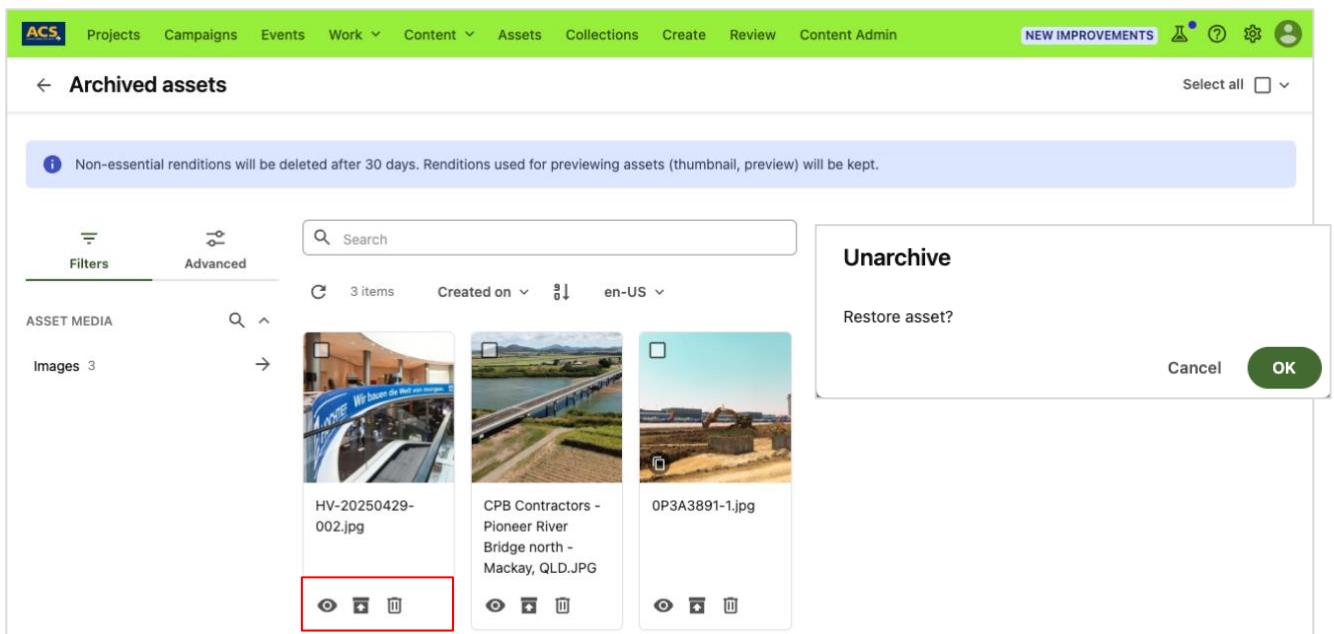 ACS
Projects Campaigns Events Work Content Assets Collections Create Review Content Admin NEW IMPROVEMENTS
Archived assets
Select all
Non-essential renditions will be deleted after 30 days. Renditions used for previewing assets (thumbnail, preview) will be kept.
Filters
Advanced
Search
3 items
Created on
en-US
ASSET MEDIA
Images 3
Wir bauen die Welt von morgen.
HV-20250429-
002.jpg
CPB Contractors -
Pioneer River
Bridge north -
Mackay, QLD.JPG
0P3A3891-1.jpg
Unarchive
Restore asset?
Cancel
OK